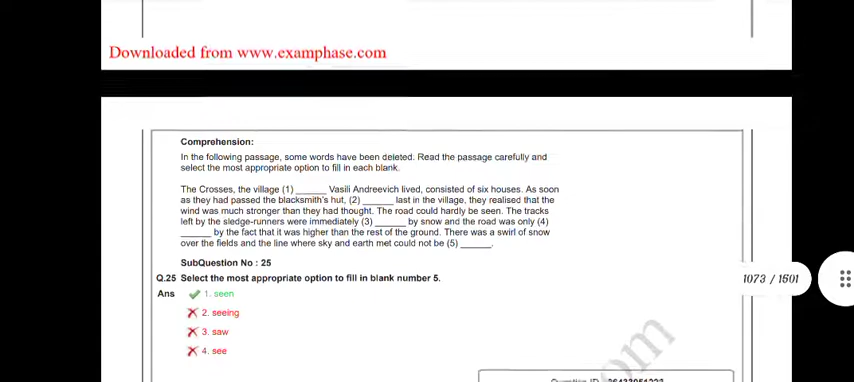 Downloaded from www.examphase.com
Comprehension:
In the following passage, some words have been deleted. Read the passage carefully and
select the most appropriate option to fill in each blank.
The Crosses, the village (1) ______ Vasili Andreevich lived, consisted of six houses. As soon
as they had passed the blacksmith's hut, (2) ______ last in the village, they realised that the
wind was much stronger than they had thought. The road could hardly be seen. The tracks
left by the sledge-runners were immediately (3) ______ by snow and the road was only (4)
______ by the fact that it was higher than the rest of the ground. There was a swirl of snow
over the fields and the line where sky and earth met could not be (5) ______.
SubQuestion No : 25
Q.25 Select the most appropriate option to fill in blank number 5.
Ans 1. seen
2. seeing
3. saw
4. see
1073 / 1501
om